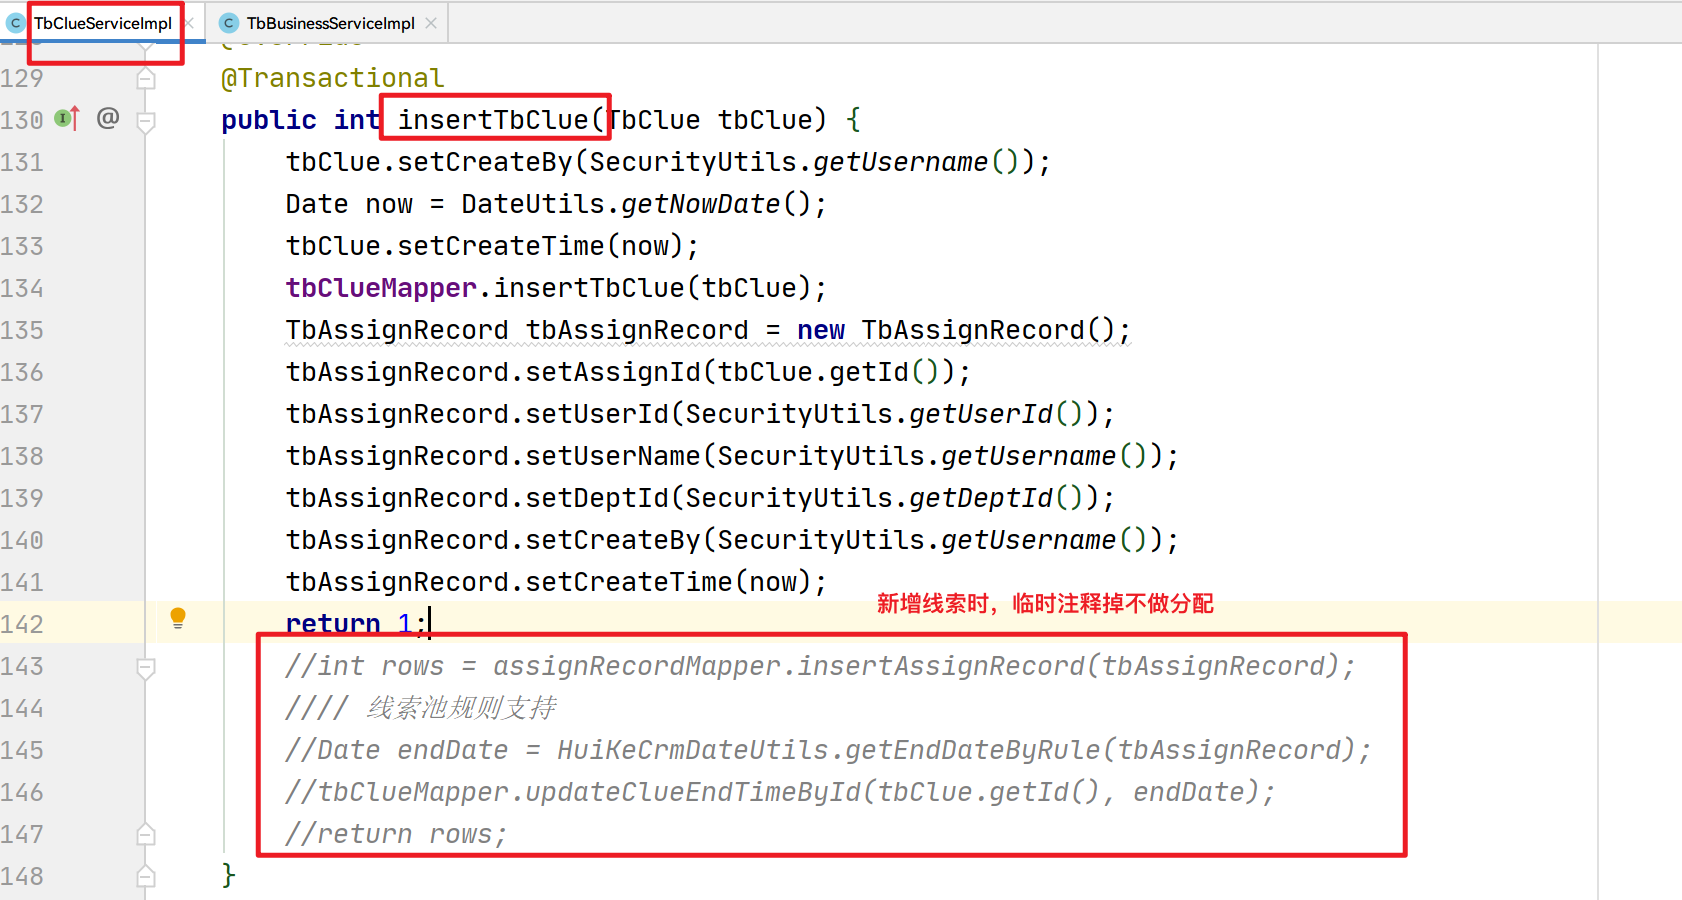 TbClueServiceImpl
TbBusinessServiceImpl
129 @Transactional
130 public int insertTbClue(TbClue tbClue) {
131 tbClue.setCreateBy(SecurityUtils.getUsername());
132 Date now = DateUtils.getNowDate();
133 tbClue.setCreateTime(now);
134 tbClueMapper.insertTbClue(tbClue);
135 TbAssignRecord tbAssignRecord = new TbAssignRecord();
136 tbAssignRecord.setAssignId(tbClue.getId());
137 tbAssignRecord.setUserId(SecurityUtils.getUserId());
138 tbAssignRecord.setUserName(SecurityUtils.getUsername());
139 tbAssignRecord.setDeptId(SecurityUtils.getDeptId());
140 tbAssignRecord.setCreateBy(SecurityUtils.getUsername());
141 tbAssignRecord.setCreateTime(now);
新增线索时，临时注释掉不做分配
142 return 1;
143 //int rows = assignRecordMapper.insertAssignRecord(tbAssignRecord);
144 //// 线索池规则支持
145 //Date endDate = HuiKeCrmDateUtils.getEndDateByRule(tbAssignRecord);
146 //tbClueMapper.updateClueEndTimeById(tbClue.getId(), endDate);
147 //return rows;
148 }